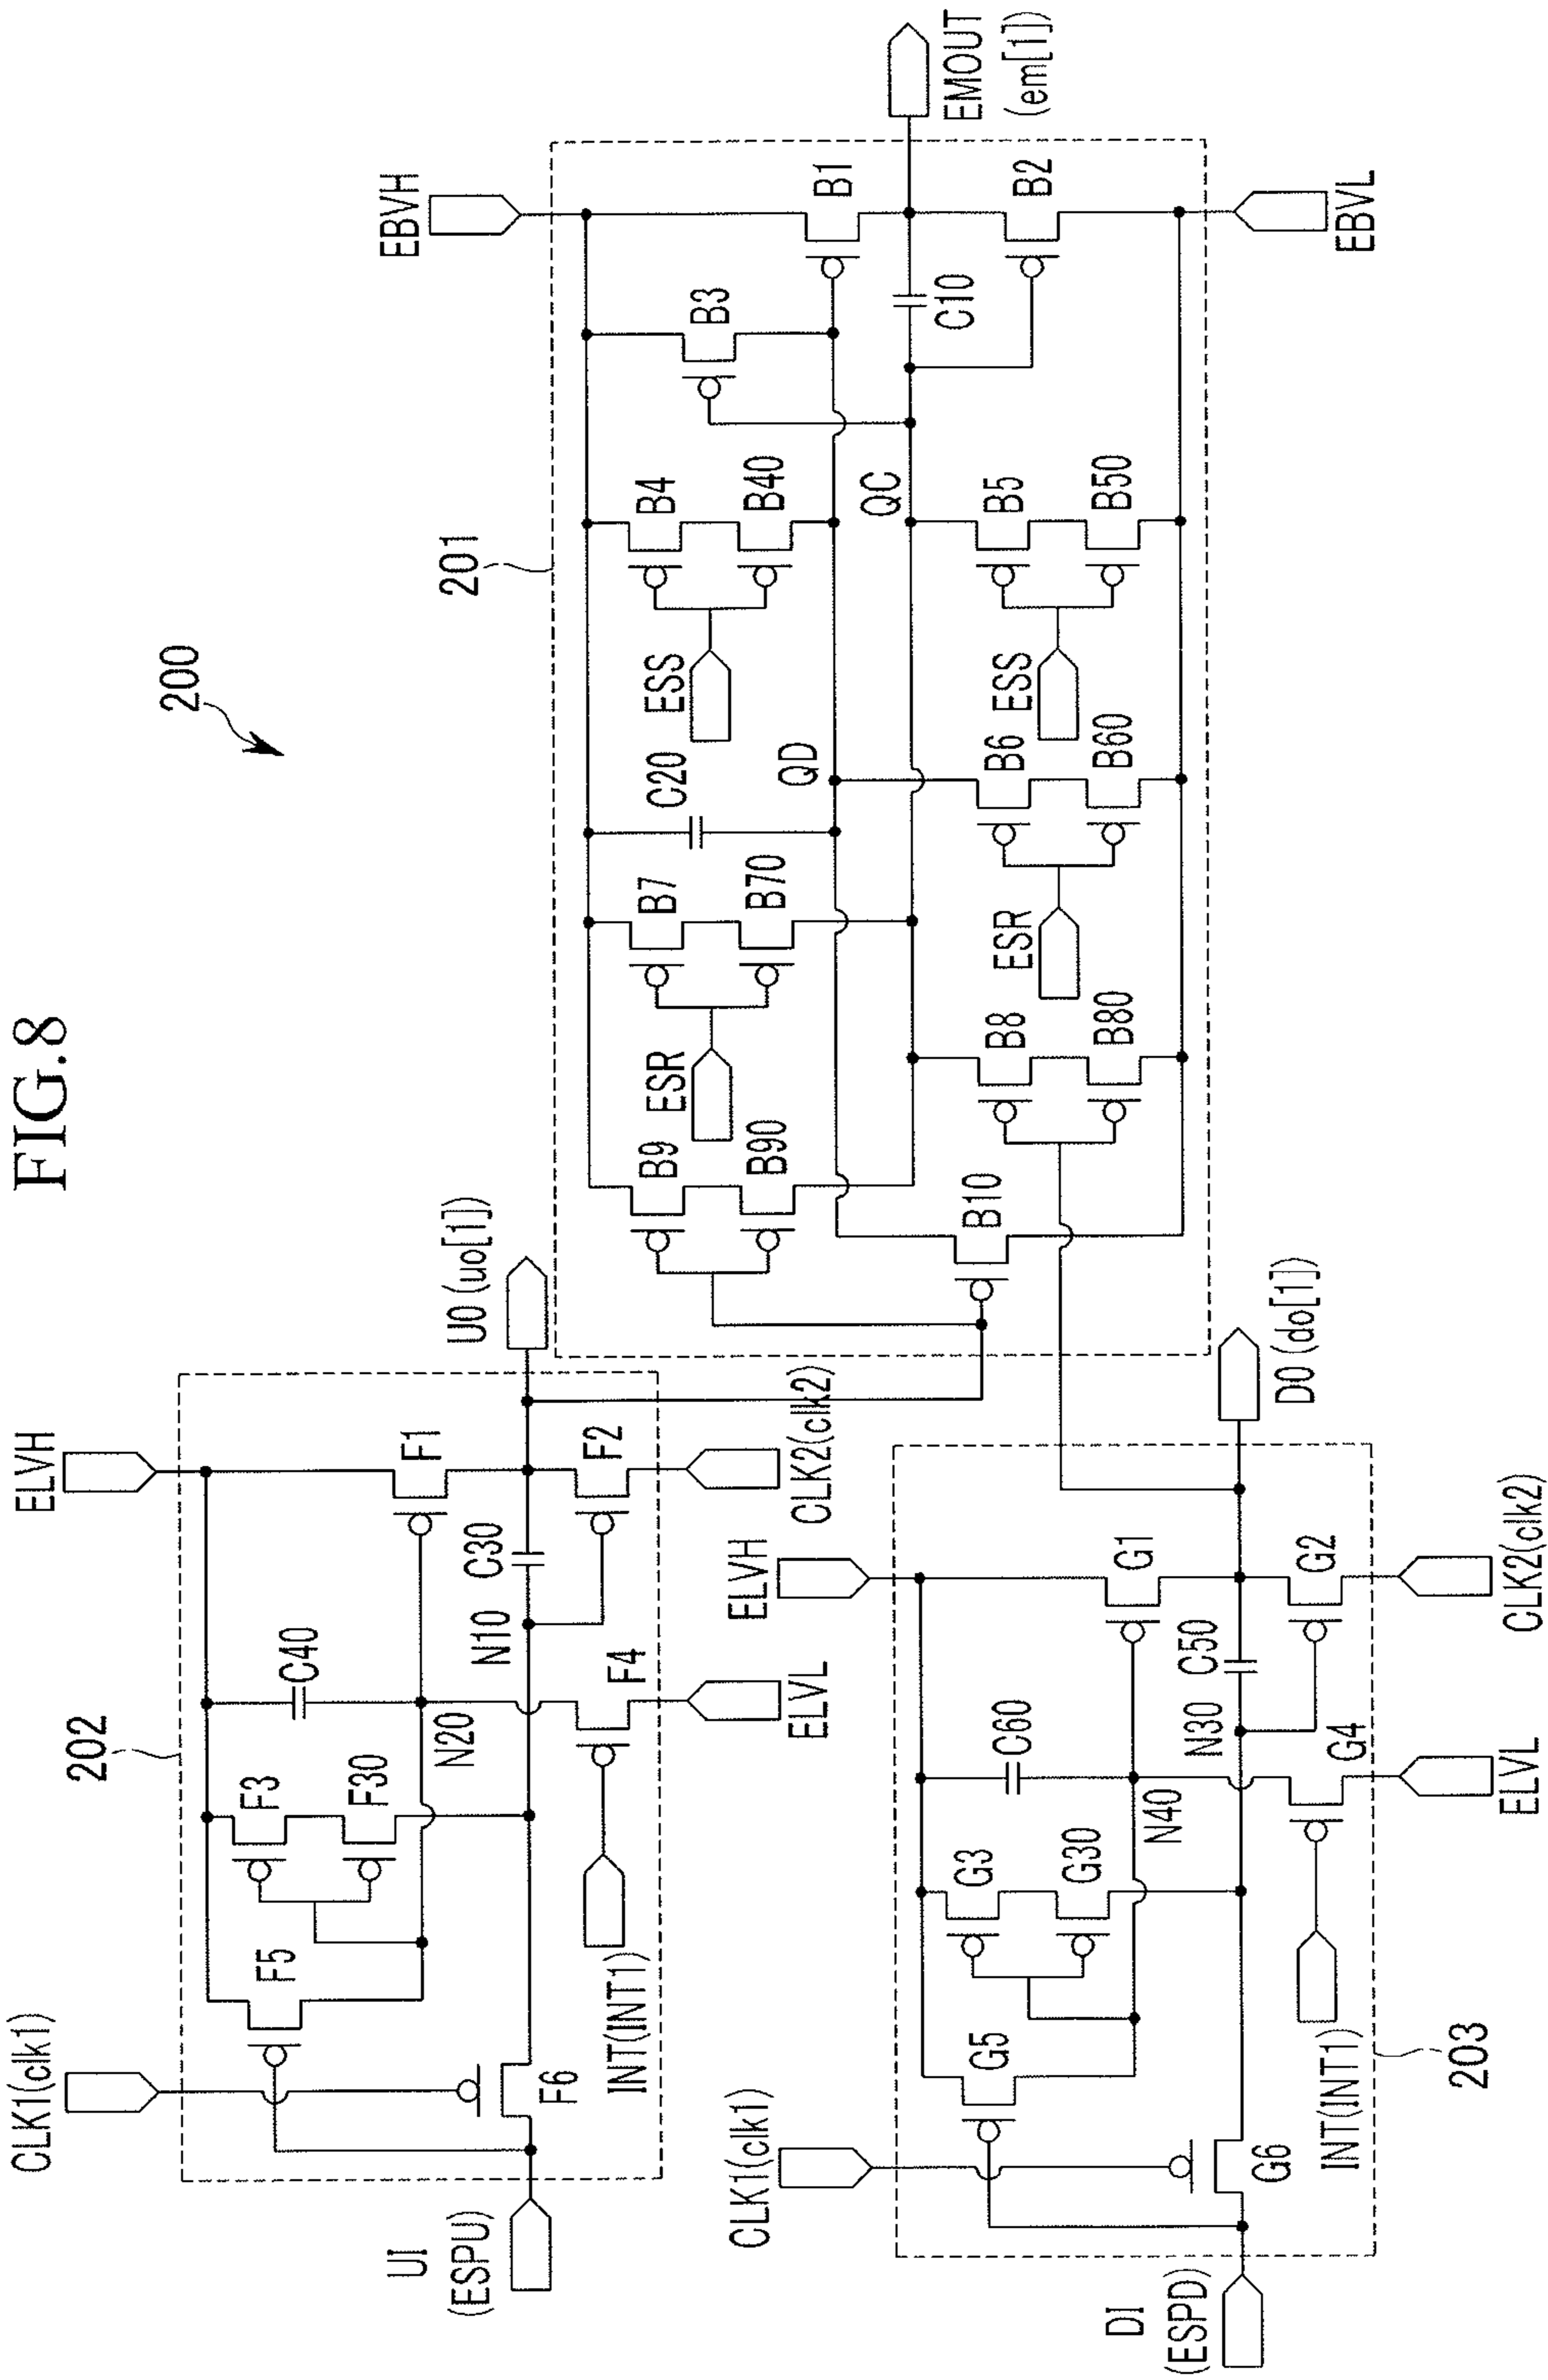 FIG.8
200
201
EBVH
B1
B3
B4
B40
ESS
C20
QD
B7
B70
ESR
B9
B90
EMOUT
(em[1])
C10
B2
QC
B5
B50
ESS
B6
B60
ESR
B8
B80
B10
EBVL
202
ELVH
UO (uo[1])
F1
C40
F3
F30
F5
CLK1(clk1)
C30
N10
N20
F2
F4
F6
CLK2(clk2)
ELVL
INT(INT1)
UI
(ESPU)
203
ELVH
DO (do[1])
G1
C60
G3
G30
G5
CLK1(clk1)
C50
N30
N40
G2
G4
G6
CLK2(clk2)
ELVL
INT(INT1)
DI
(ESPD)